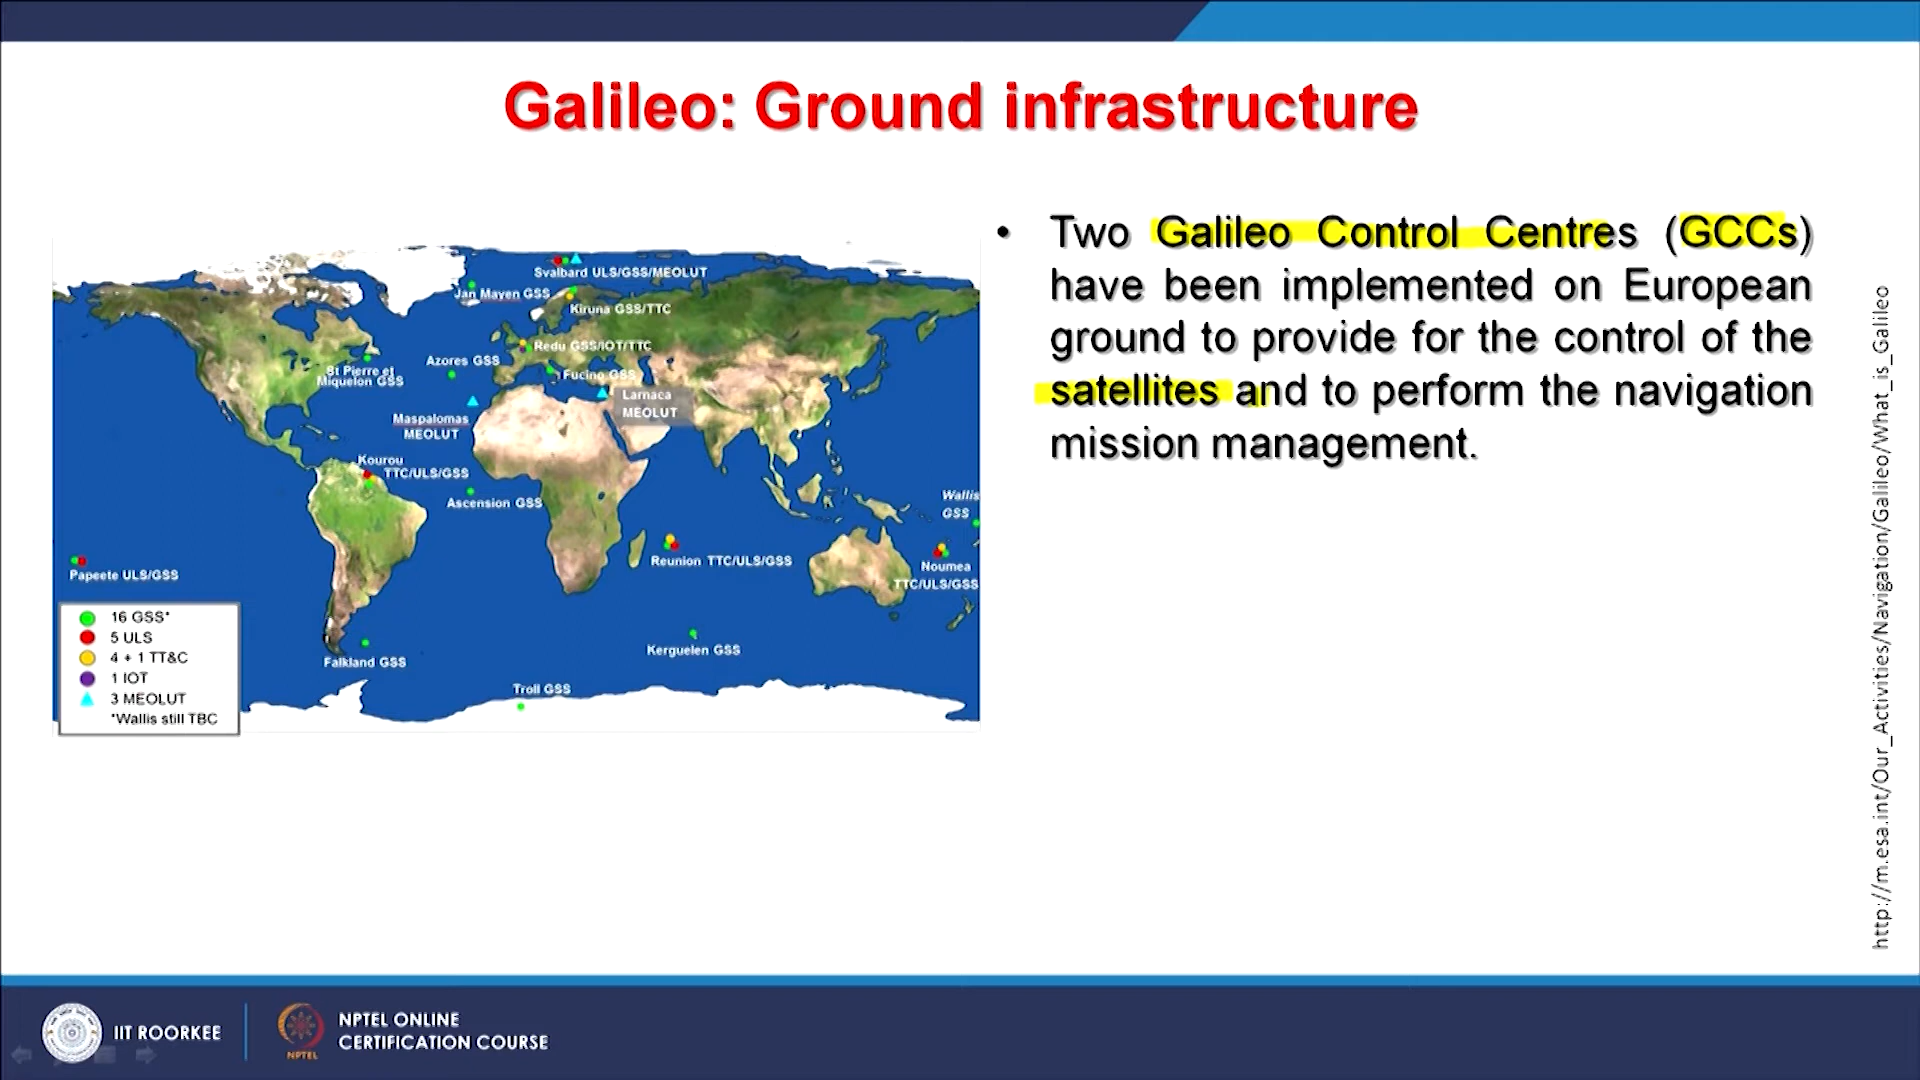 Galileo: Ground infrastructure
• Two Galileo Control Centres (GCCs)
have been implemented on European
ground to provide for the control of the
satellites and to perform the navigation
mission management.
Svalbard ULS/GSS/MEOLUT
Jan Mayen GSS
Kiruna GSS/TTC
Redu GSS/IOT/TTC
Azores GSS
St Pierre et
Miquelon GSS
Fucino GSS
Larnaca
MEOLUT
Maspalomas
MEOLUT
Kourou
TTC/ULS/GSS
Ascension GSS
Wallis
GSS
Reunion TTC/ULS/GSS
Noumea
TTC/ULS/GSS
Papeete ULS/GSS
Kerguelen GSS
Falkland GSS
Troll GSS
16 GSS*
5 ULS
4 + 1 TT&C
1 IOT
3 MEOLUT
*Wallis still TBC
http://m.esa.int/Our_Activities/Navigation/Galileo/What_is_Galileo
IIT ROORKEE
NPTEL
NPTEL ONLINE
CERTIFICATION COURSE